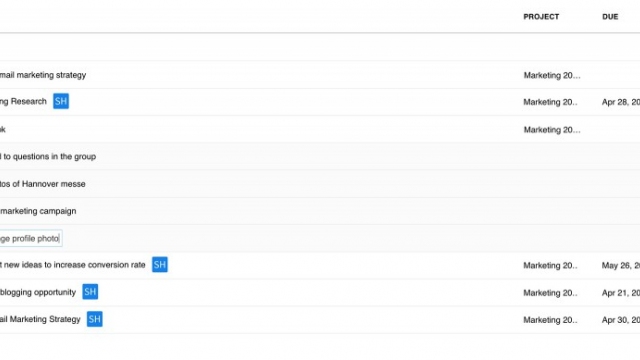 PROJECT DUE
mail marketing strategy Marketing 20...
ng Research SH Marketing 20.. Apr 28, 20
Marketing 20...
to questions in the group
tos of Hannover messe
marketing campaign
ge profile photo
t new ideas to increase conversion rate SH Marketing 20.. May 26, 20
blogging opportunity SH Marketing 20.. Apr 21, 20
ail Marketing Strategy SH Marketing 20.. Apr 30, 20